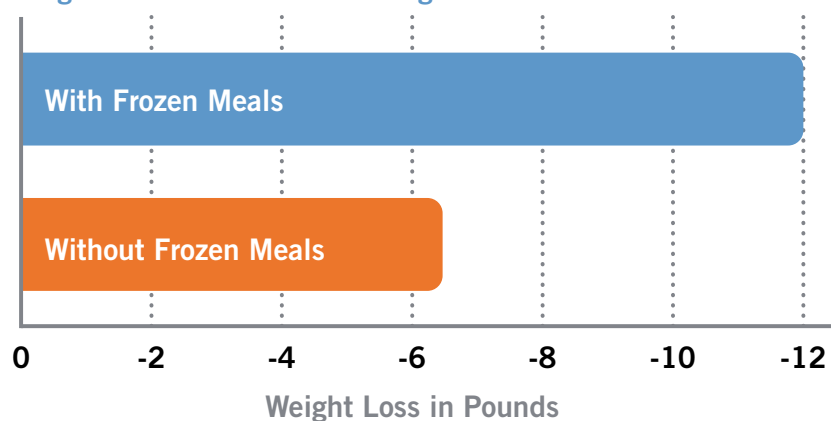 With Frozen Meals
Without Frozen Meals
0 -2 -4 -6 -8 -10 -12
Weight Loss in Pounds